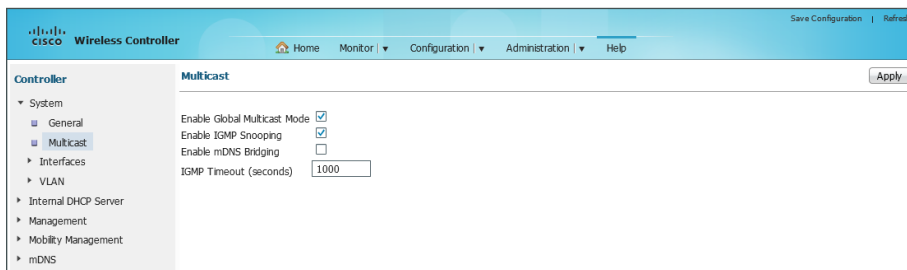 Save Configuration | Refresh
CISCO Wireless Controller
Home Monitor | Configuration | Administration | Help
Controller
Multicast
Apply
System
General
Multicast
Interfaces
VLAN
Internal DHCP Server
Management
Mobility Management
mDNS
Enable Global Multicast Mode
Enable IGMP Snooping
Enable mDNS Bridging
IGMP Timeout (seconds) 1000